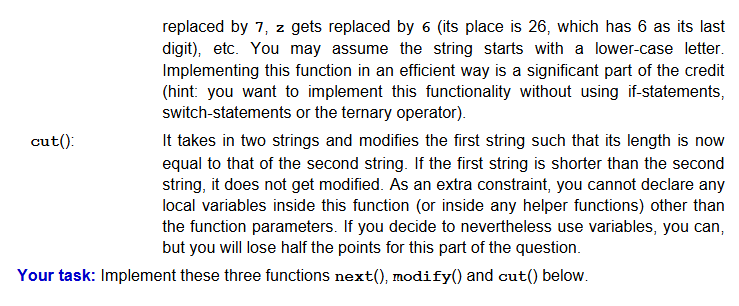 replaced by 7, z gets replaced by 6 (its place is 26, which has 6 as its last
digit), etc. You may assume the string starts with a lower-case letter.
Implementing this function in an efficient way is a significant part of the credit
(hint: you want to implement this functionality without using if-statements,
switch-statements or the ternary operator).
cut(): It takes in two strings and modifies the first string such that its length is now
equal to that of the second string. If the first string is shorter than the second
string, it does not get modified. As an extra constraint, you cannot declare any
local variables inside this function (or inside any helper functions) other than
the function parameters. If you decide to nevertheless use variables, you can,
but you will lose half the points for this part of the question.
Your task: Implement these three functions next(), modify() and cut() below.